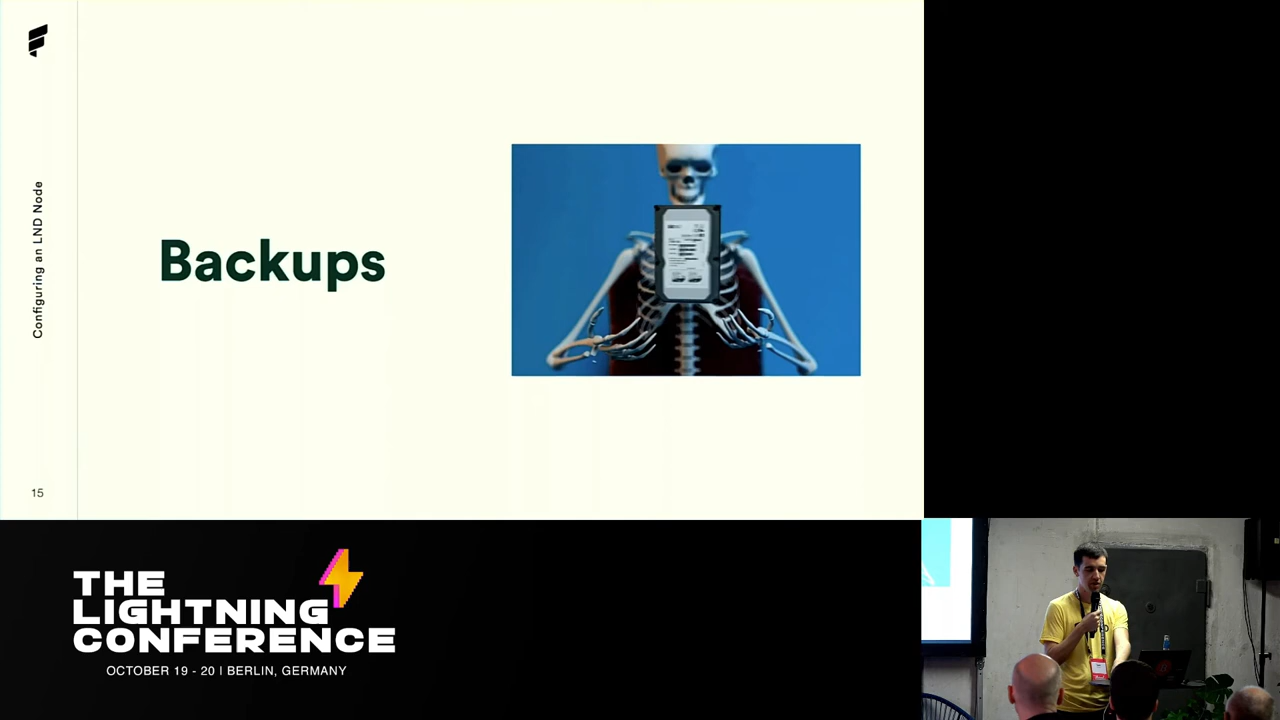 Configuring an LND Node
Backups
15
THE
LIGHTNING
CONFERENCE
OCTOBER 19 - 20 | BERLIN, GERMANY